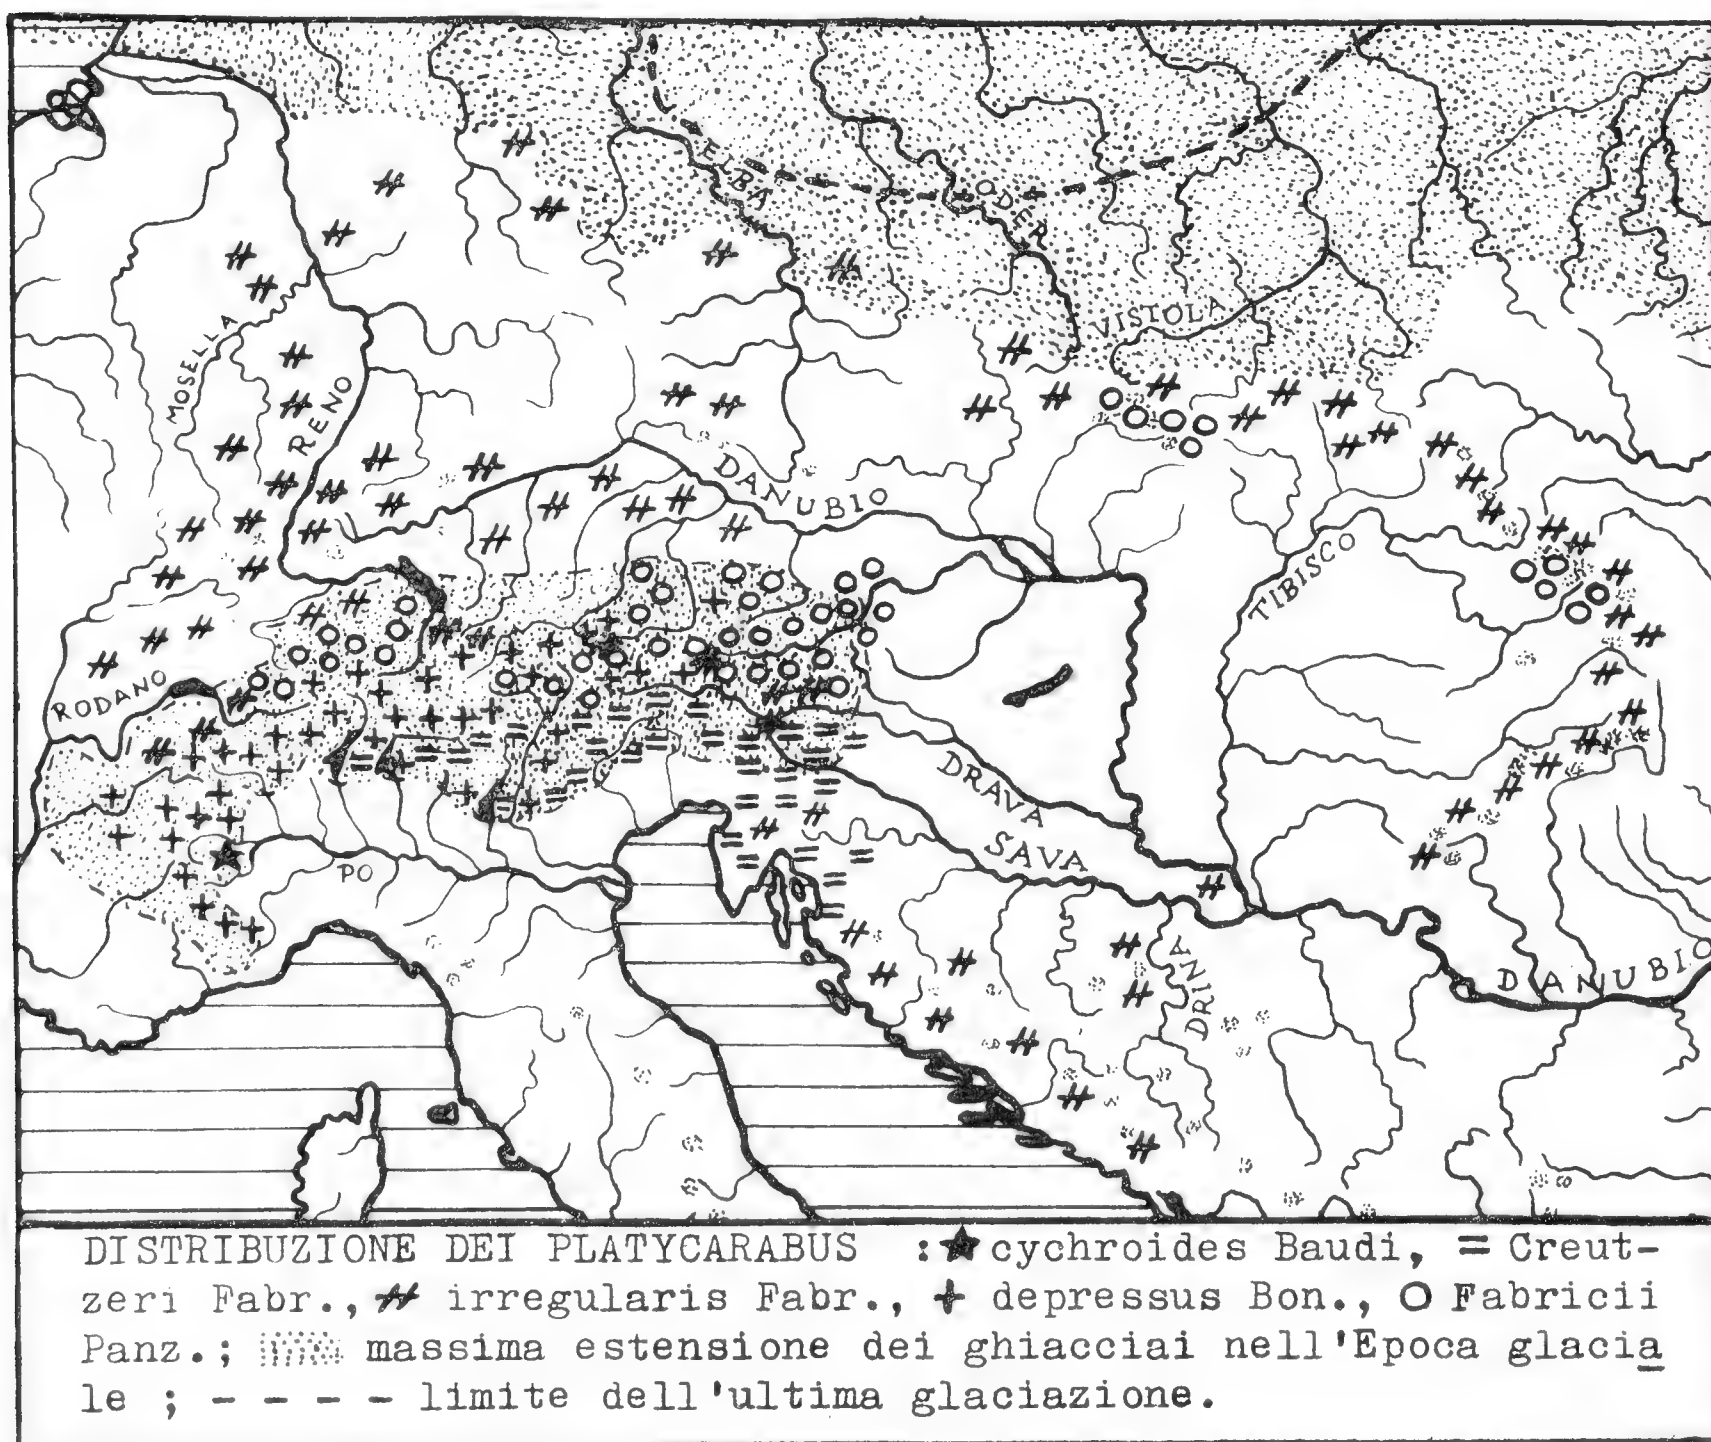 ELBA
ODER
VISTOLA
MOSELLA
RENO
DANUBIO
TIBISCO
RODANO
DRAVA
SAVA
PO
DRINA
DANUBIO
DISTRIBUZIONE DEI PLATYCARABUS : ★ cychroides Baudi, = Creut-
zeri Fabr., # irregularis Fabr., + depressus Bon., O Fabricii
Panz.; massima estensione dei ghiacciai nell'Epoca glacia
le ; - - - - limite dell'ultima glaciazione.